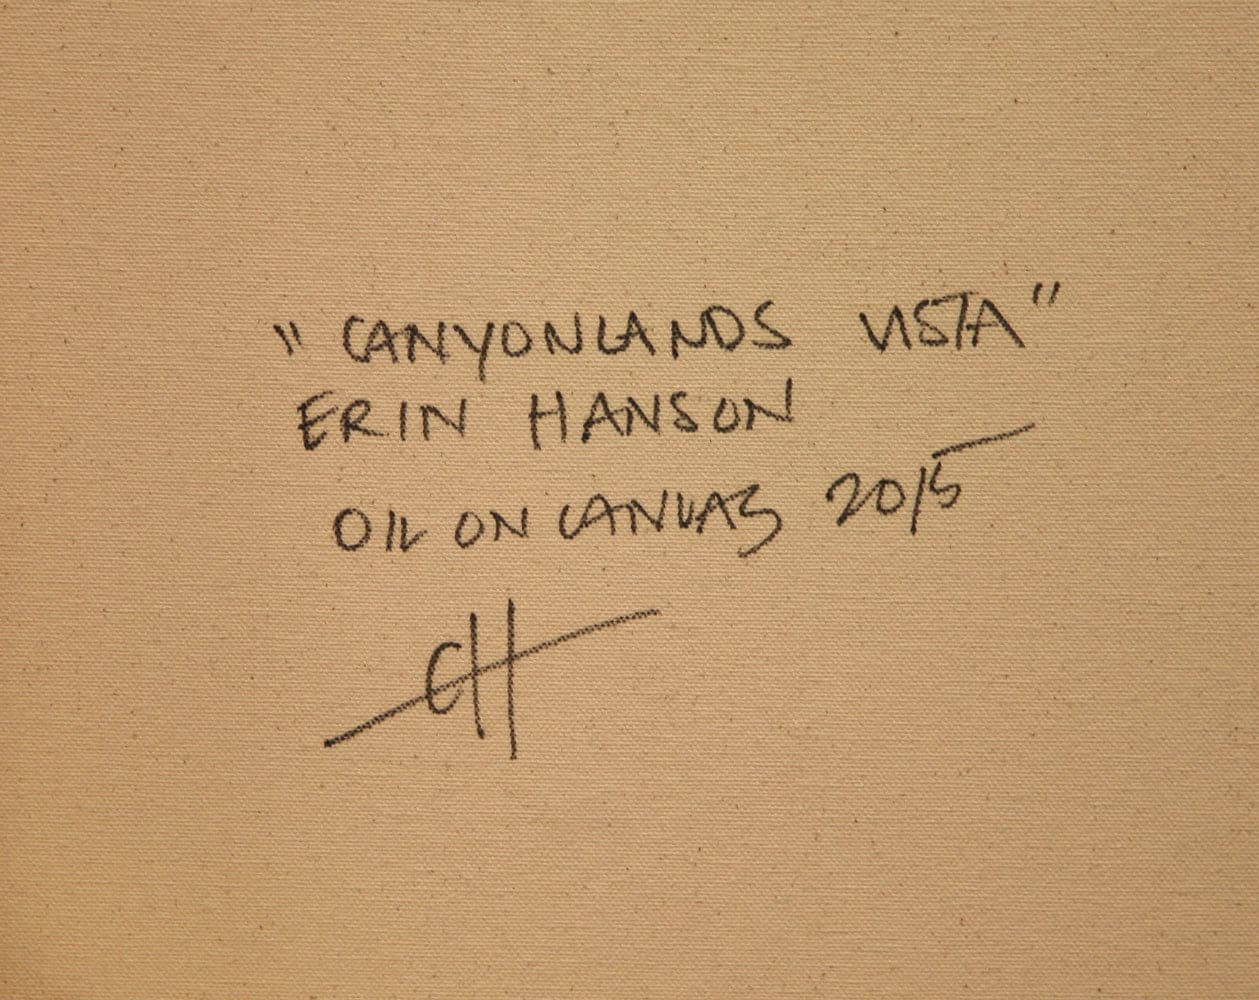 "CANYONLANDS VISTA"
ERIN HANSON
OIL ON CANVAS 2015
EH